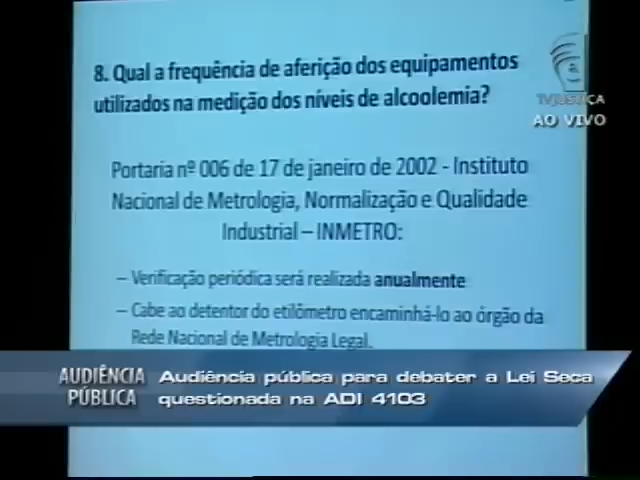 8. Qual a frequência de aferição dos equipamentos
utilizados na medição dos níveis de alcoolemia?
TVJUSTIÇA
AO VIVO
Portaria nº 006 de 17 de janeiro de 2002 - Instituto
Nacional de Metrologia, Normalização e Qualidade
Industrial – INMETRO:
– Verificação periódica será realizada anualmente
– Cabe ao detentor do etilômetro encaminhá-lo ao órgão da
Rede Nacional de Metrologia Legal.
AUDIÊNCIA
PÚBLICA
Audiência pública para debater a Lei Seca
questionada na ADI 4103